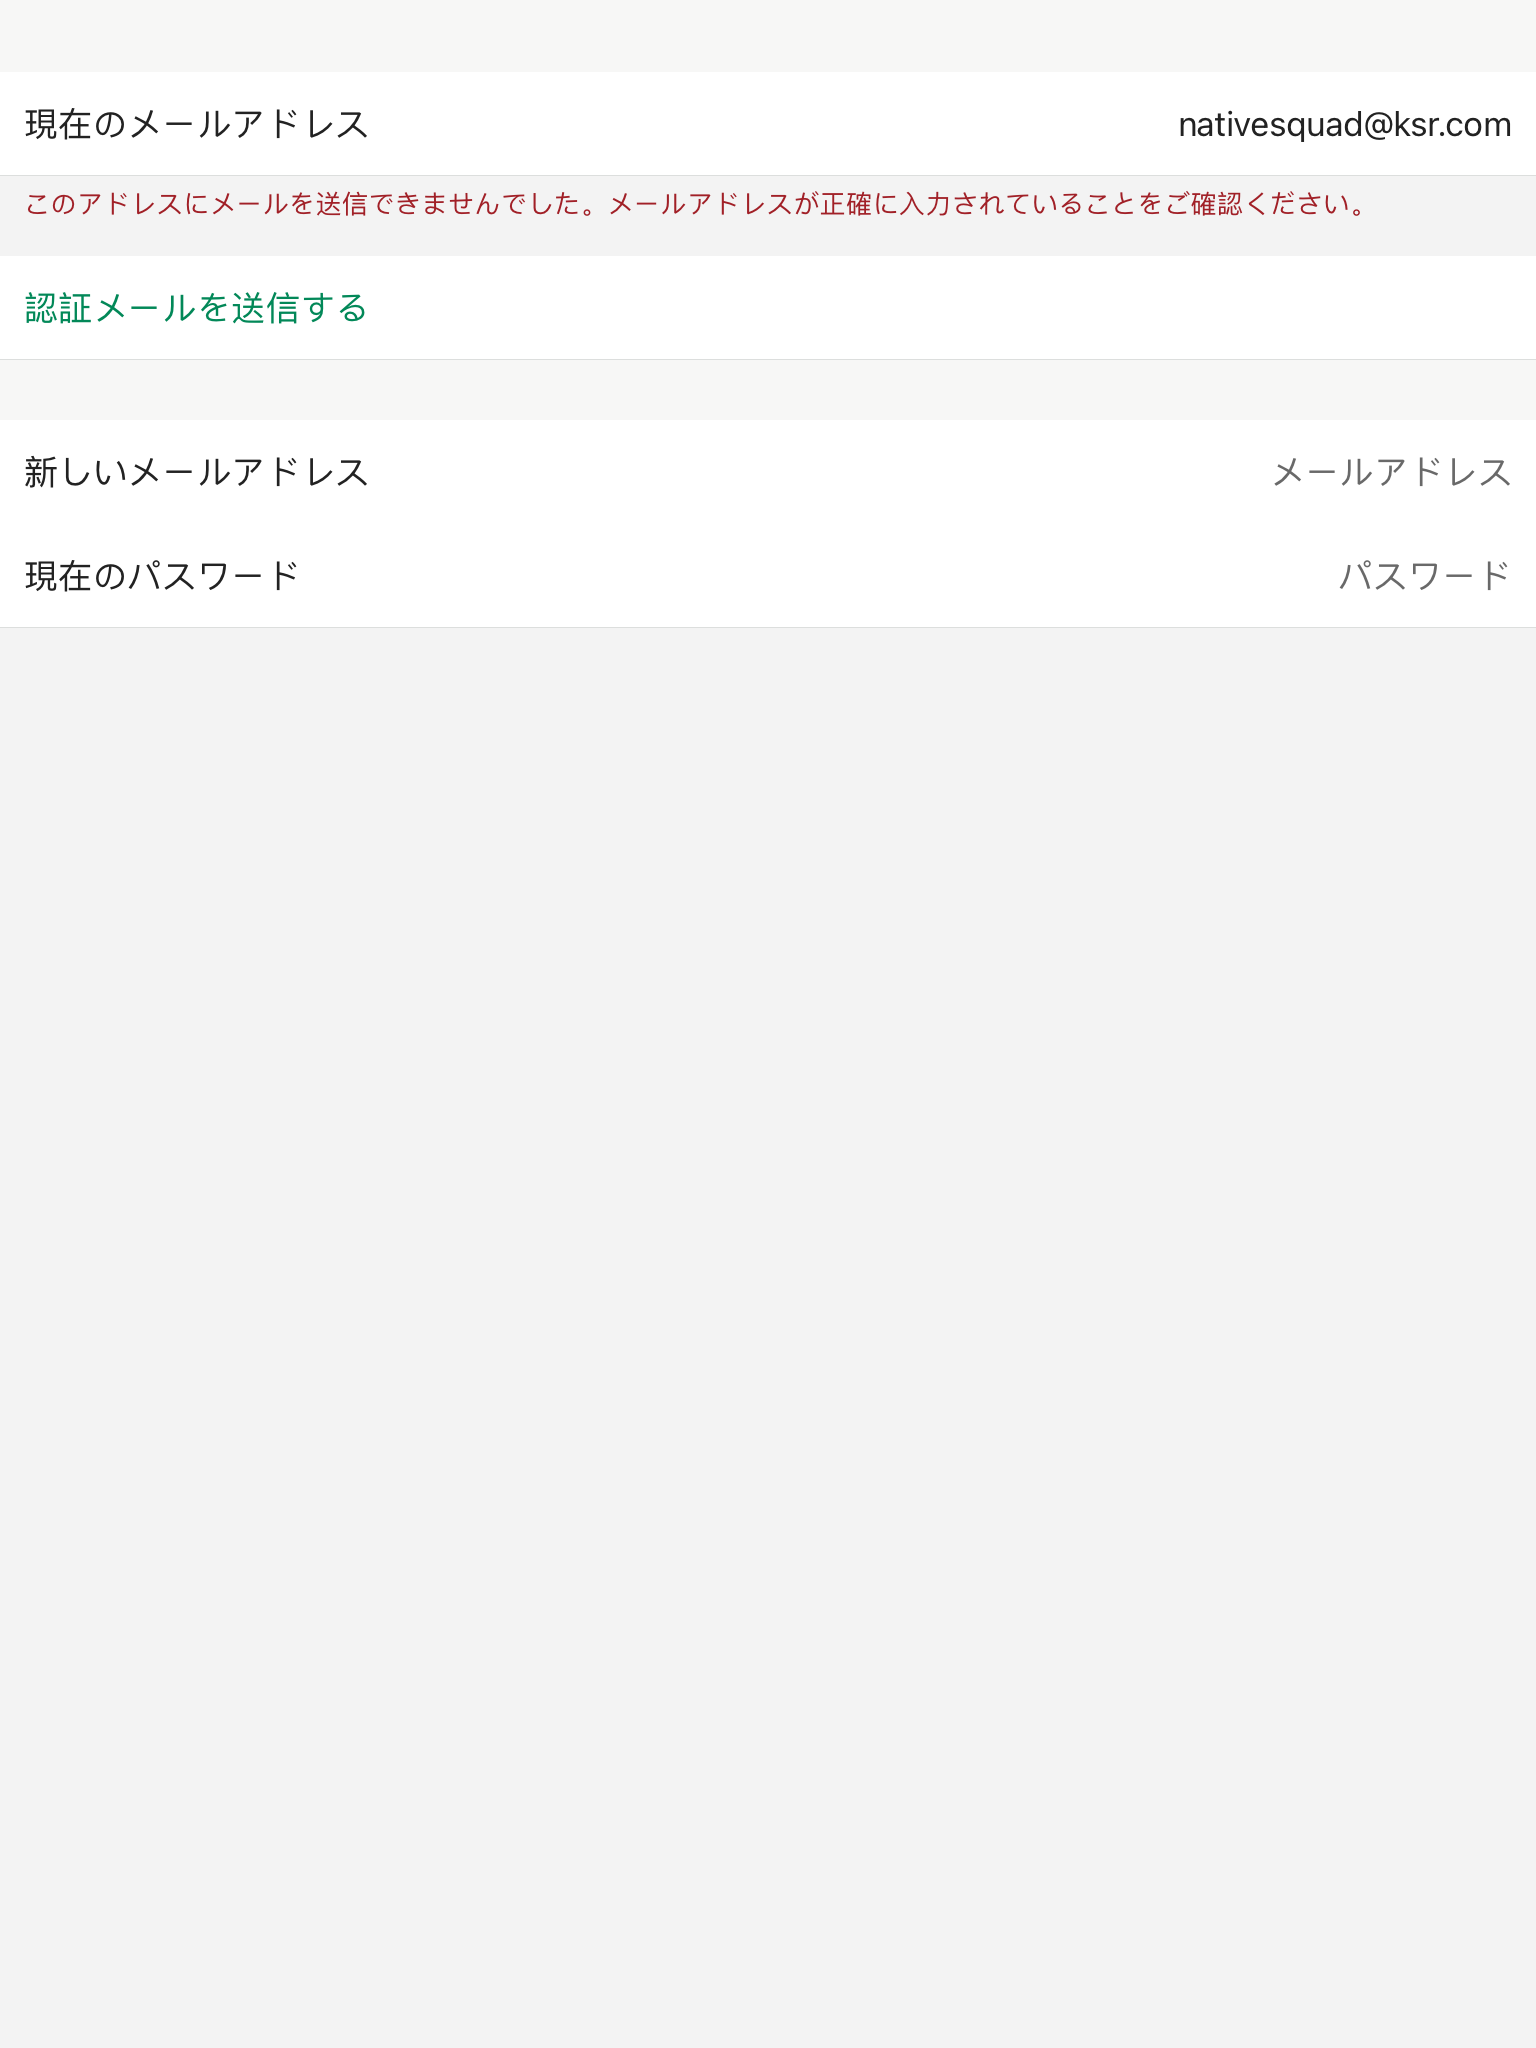 現在のメールアドレス nativesquad@ksr.com
このアドレスにメールを送信できませんでした。メールアドレスが正確に入力されていることをご確認ください。
認証メールを送信する
新しいメールアドレス メールアドレス
現在のパスワード パスワード